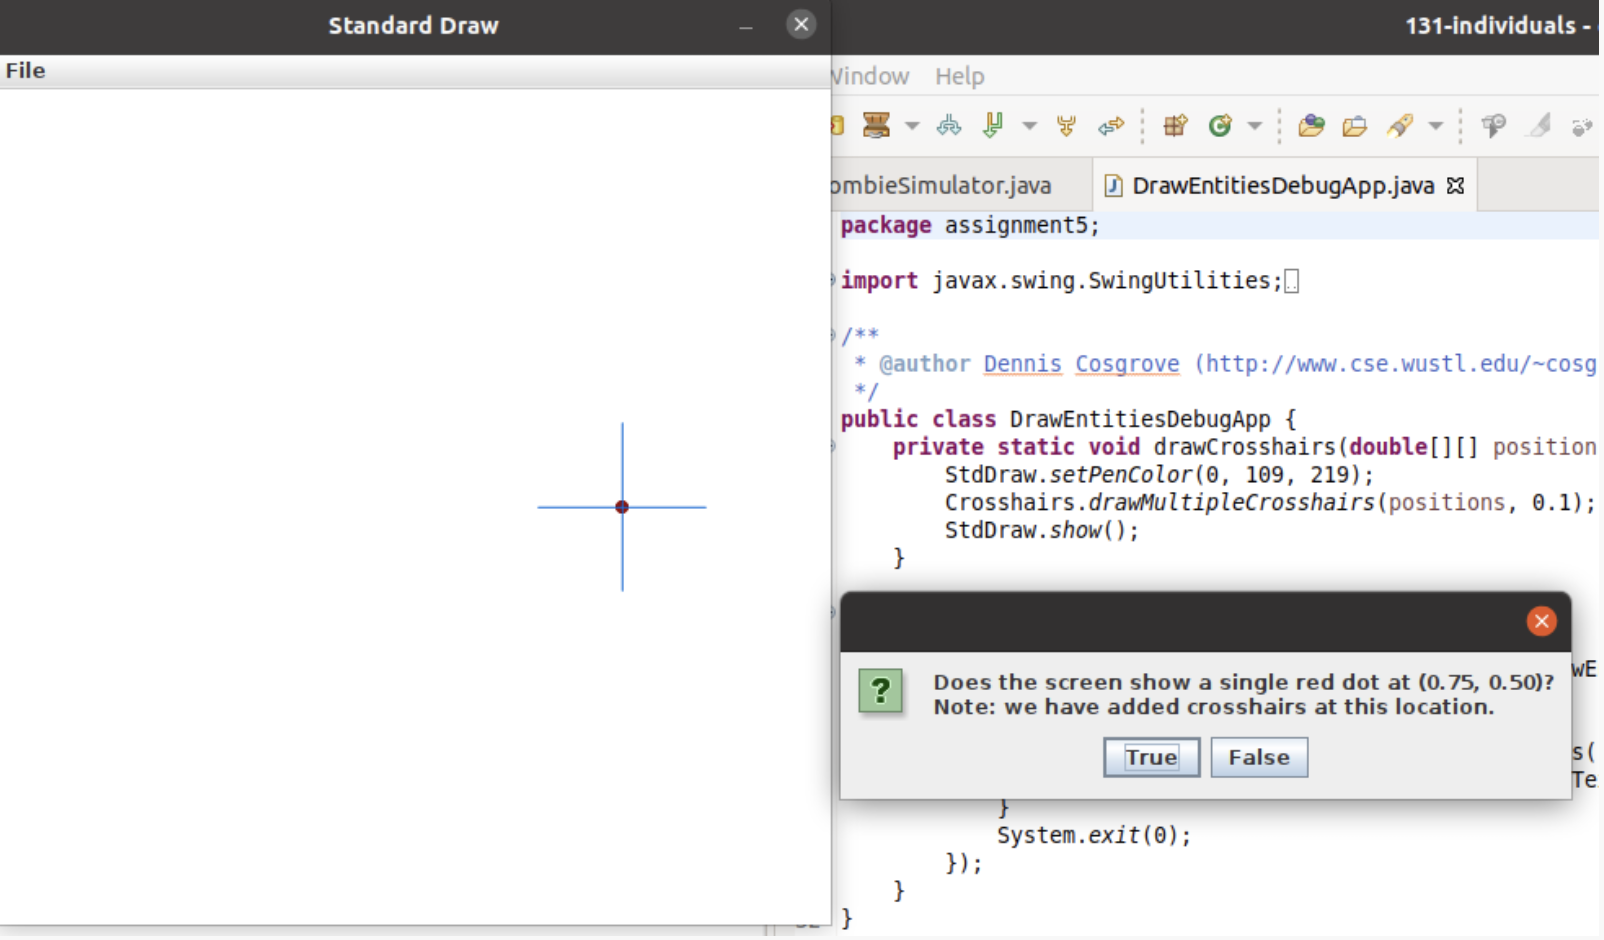 Standard Draw
131-individuals -
File
Window Help
ombieSimulator.java
DrawEntitiesDebugApp.java
package assignment5;
import javax.swing.SwingUtilities;
/**
* @author Dennis Cosgrove (http://www.cse.wustl.edu/~cosg
*/
public class DrawEntitiesDebugApp {
private static void drawCrosshairs(double[][] position
StdDraw.setPenColor(0, 109, 219);
Crosshairs.drawMultipleCrosshairs(positions, 0.1);
StdDraw.show();
}
wE
Does the screen show a single red dot at (0.75, 0.50)?
Note: we have added crosshairs at this location.
True False
s(
Te
}
System.exit(0);
});
}
}